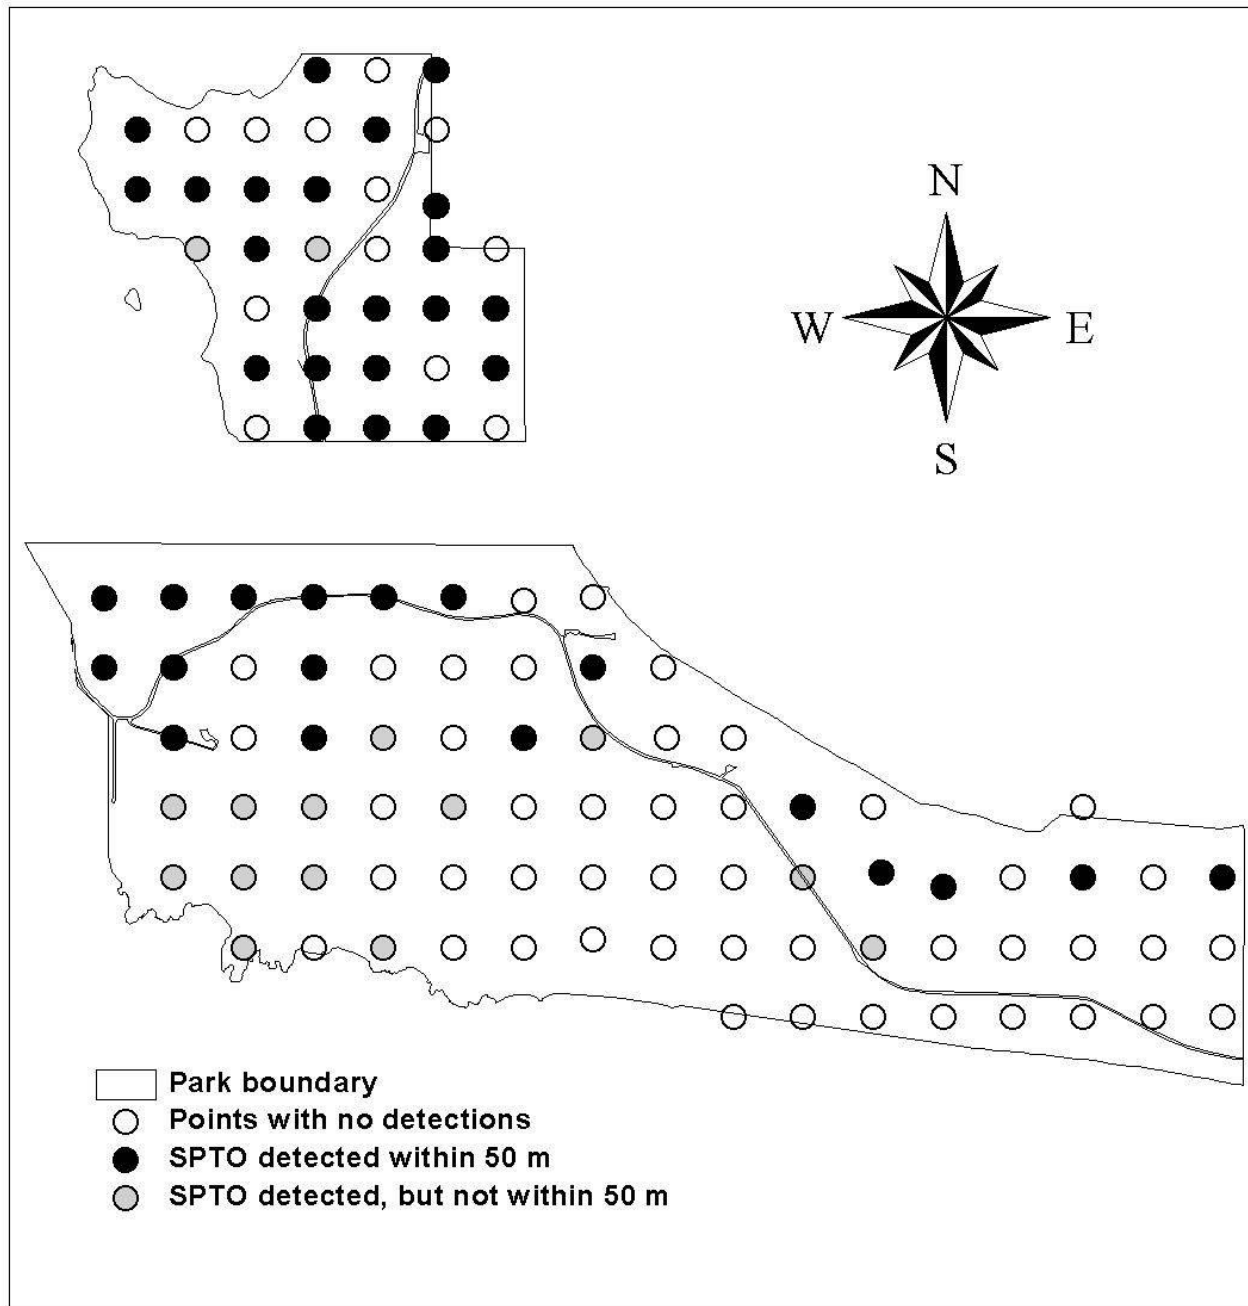 N
W E
S
Park boundary
Points with no detections
SPTO detected within 50 m
SPTO detected, but not within 50 m